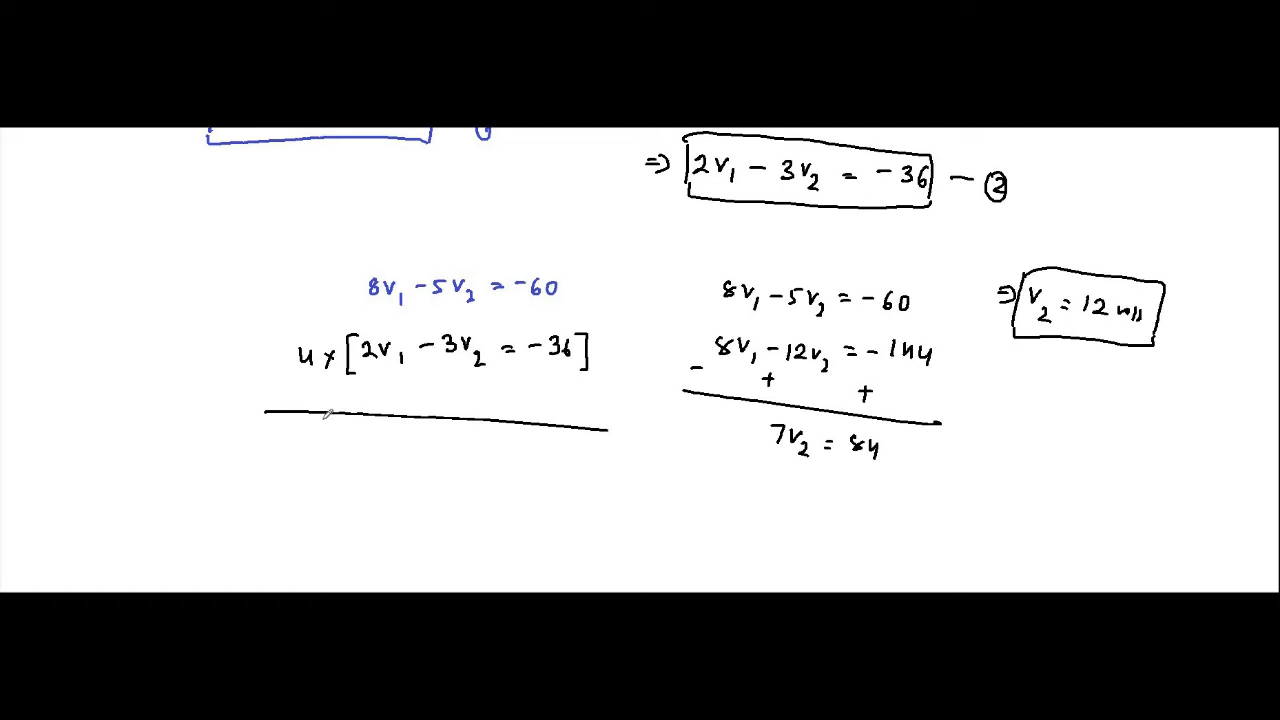 ⇒ 2V₁ - 3V₂ = -36 — ②
8V₁ - 5V₂ = -60
4 × [2V₁ - 3V₂ = -36]
8V₁ - 5V₂ = -60
8V₁ - 12V₂ = -144
- + +
7V₂ = 84
⇒ V₂ = 12